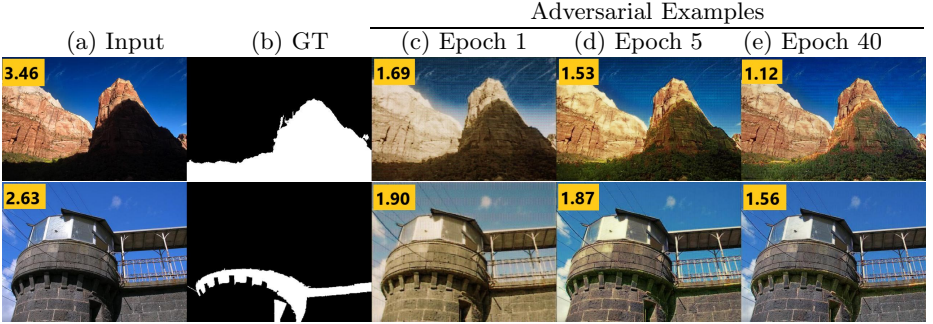 Adversarial Examples
(a) Input (b) GT (c) Epoch 1 (d) Epoch 5 (e) Epoch 40
3.46 1.69 1.53 1.12
2.63 1.90 1.87 1.56